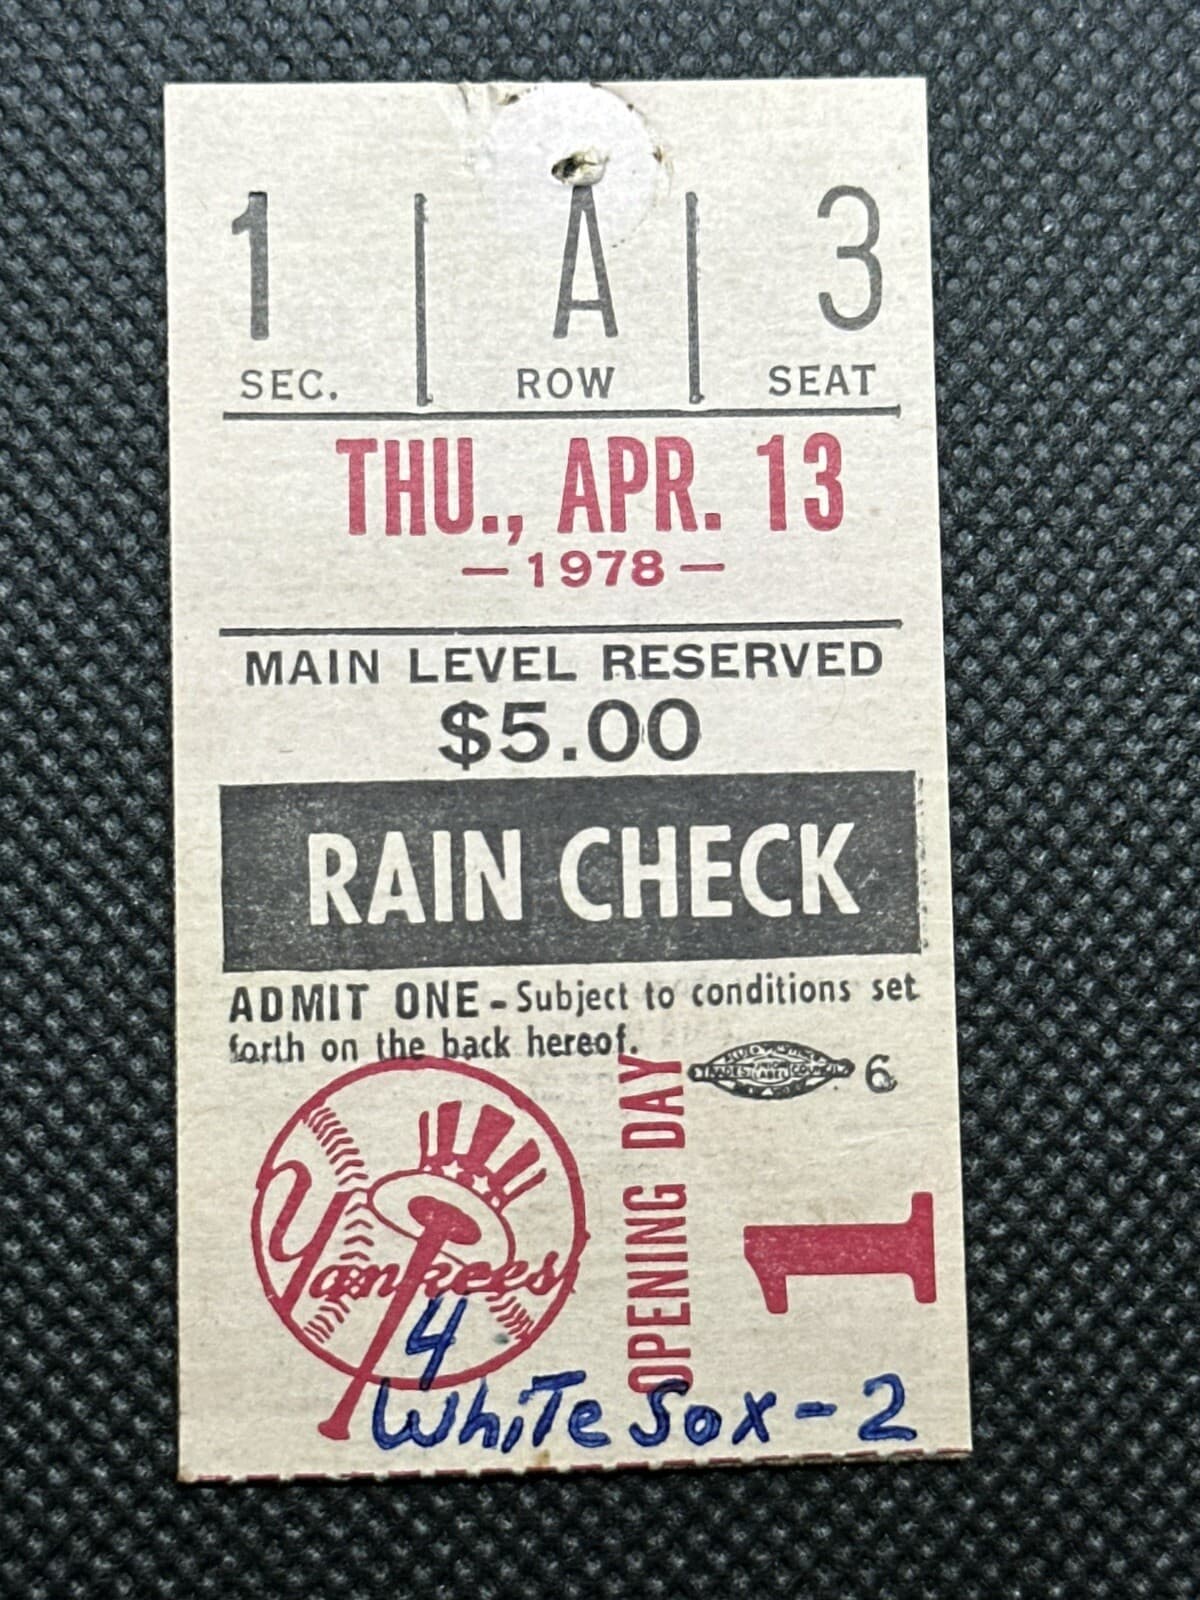 1 A 3
SEC. ROW SEAT
THU., APR. 13
— 1978 —
MAIN LEVEL RESERVED
$5.00
RAIN CHECK
ADMIT ONE - Subject to conditions set
forth on the back hereof.
6
OPENING DAY
1
Yankees
4
White Sox - 2